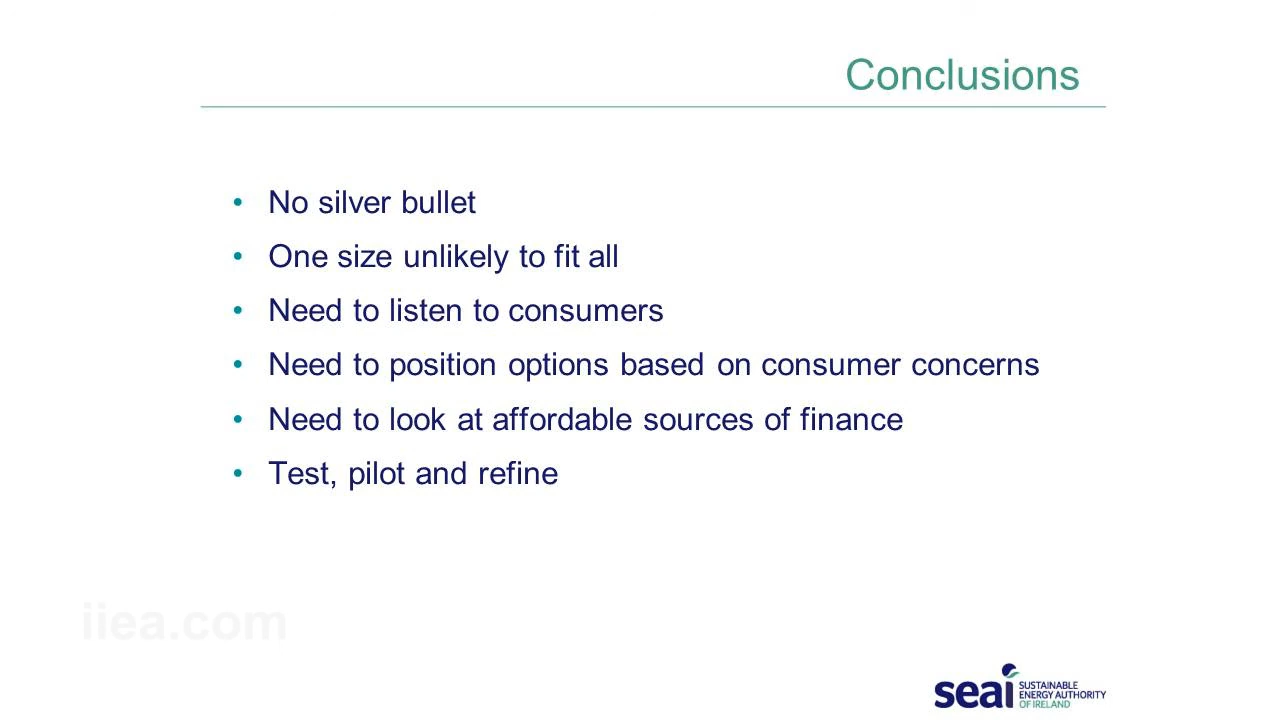 Conclusions
• No silver bullet
• One size unlikely to fit all
• Need to listen to consumers
• Need to position options based on consumer concerns
• Need to look at affordable sources of finance
• Test, pilot and refine
iiea.com
seai
SUSTAINABLE
ENERGY AUTHORITY
OF IRELAND